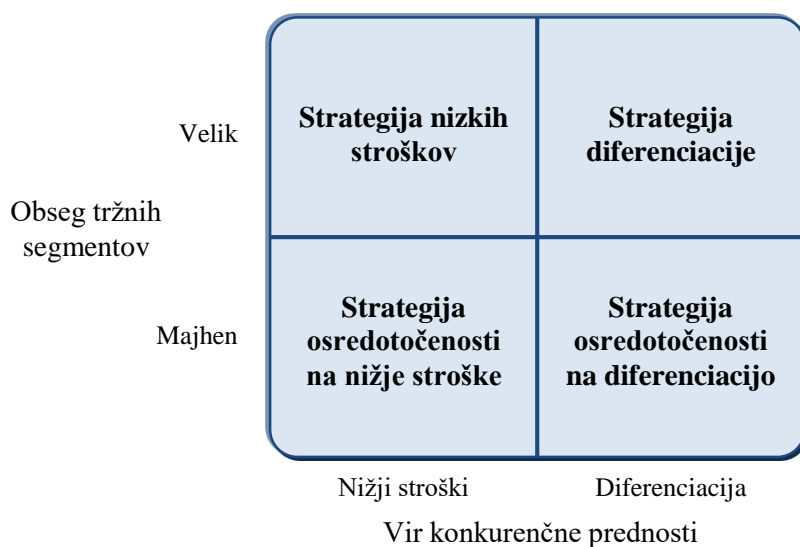 Velik
Strategija nizkih
stroškov
Strategija
diferenciacije
Obseg tržnih
segmentov
Majhen
Strategija
osredotočenosti
na nižje stroške
Strategija
osredotočenosti
na diferenciacijo
Nižji stroški
Diferenciacija
Vir konkurenčne prednosti